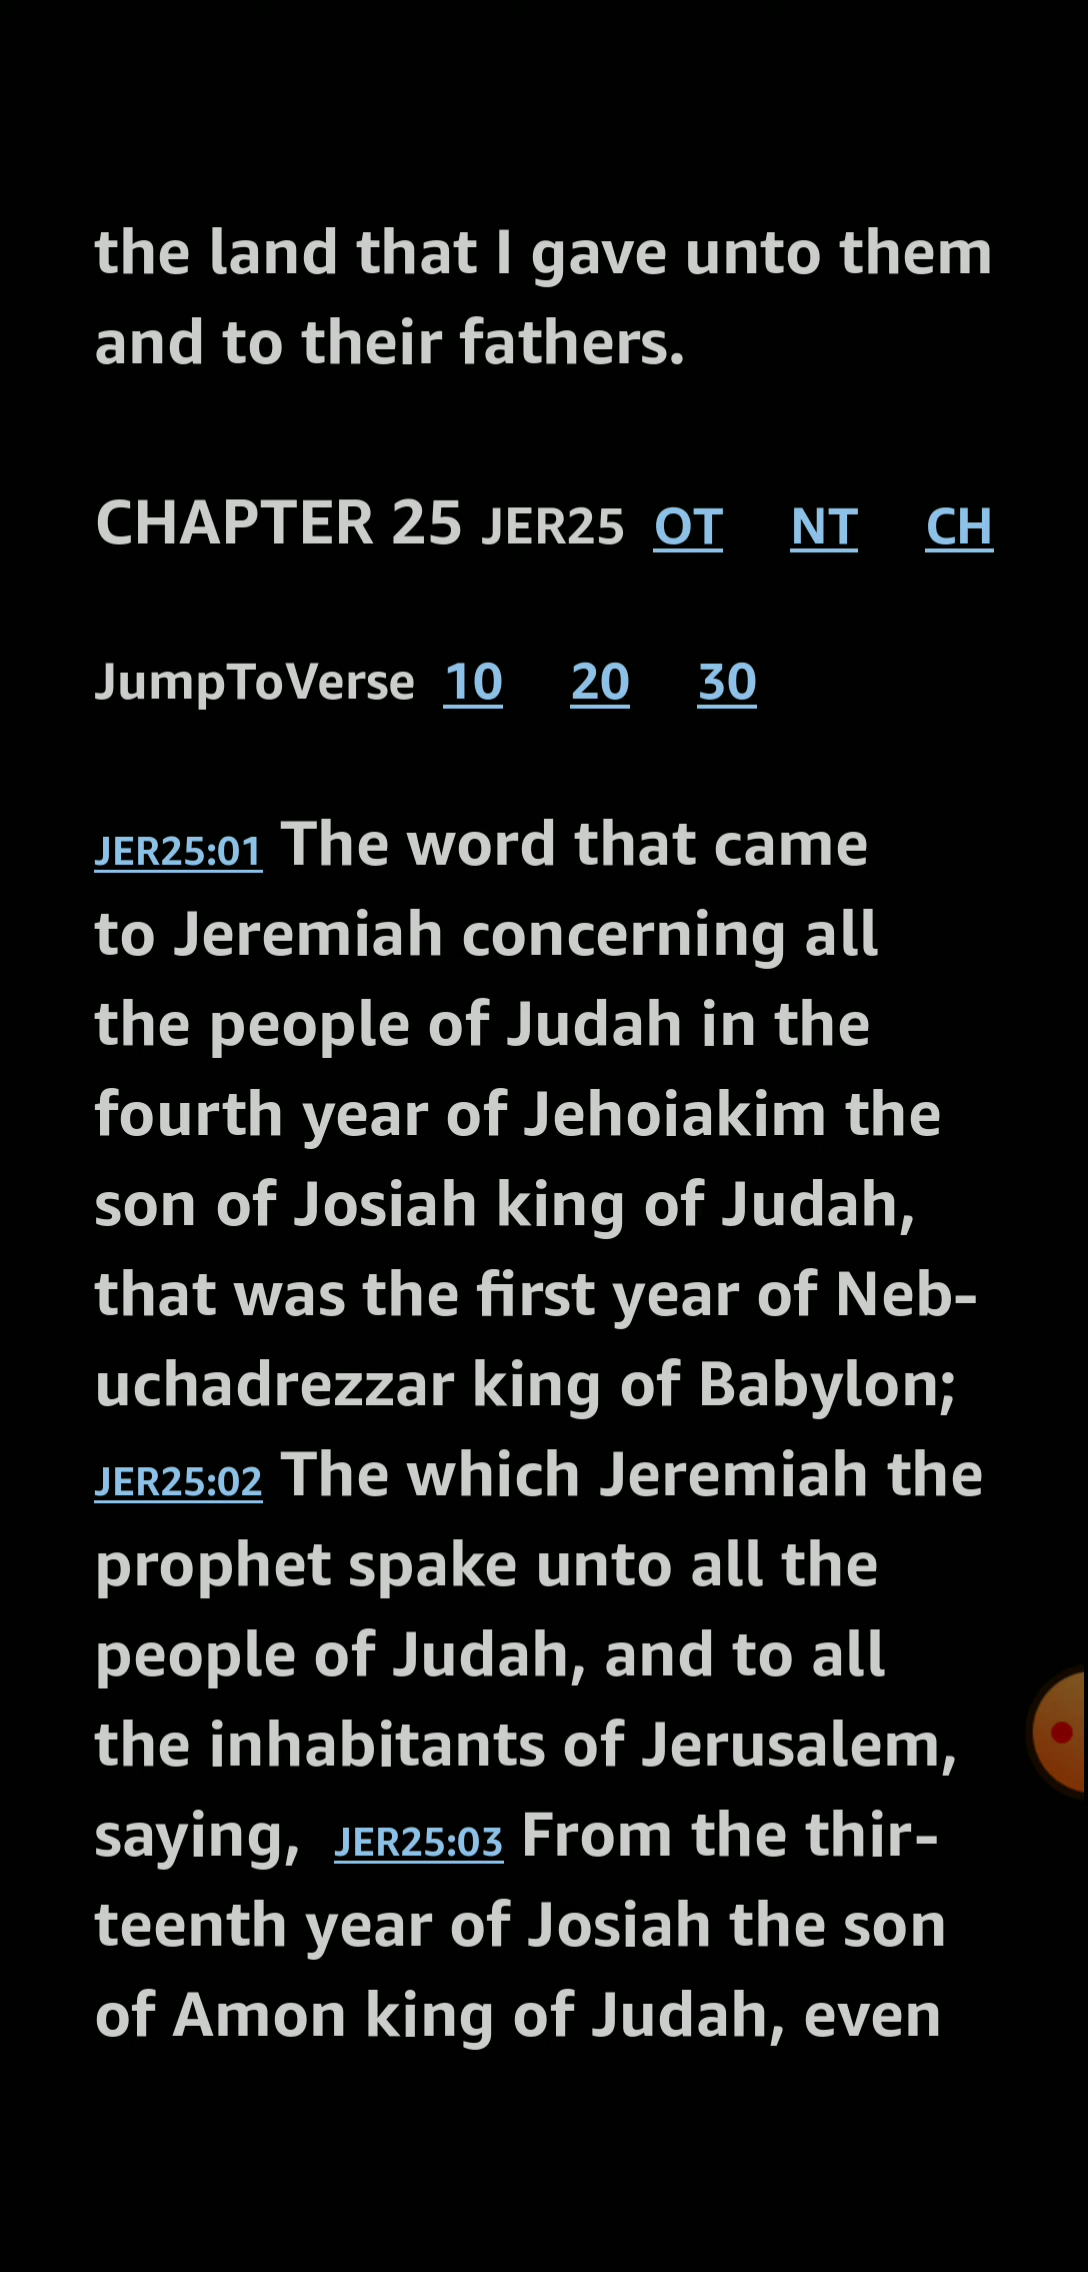 the land that I gave unto them
and to their fathers.
CHAPTER 25 JER25 OT NT CH
JumpToVerse 10 20 30
JER25:01 The word that came
to Jeremiah concerning all
the people of Judah in the
fourth year of Jehoiakim the
son of Josiah king of Judah,
that was the first year of Neb-
uchadrezzar king of Babylon;
JER25:02 The which Jeremiah the
prophet spake unto all the
people of Judah, and to all
the inhabitants of Jerusalem,
saying, JER25:03 From the thir-
teenth year of Josiah the son
of Amon king of Judah, even